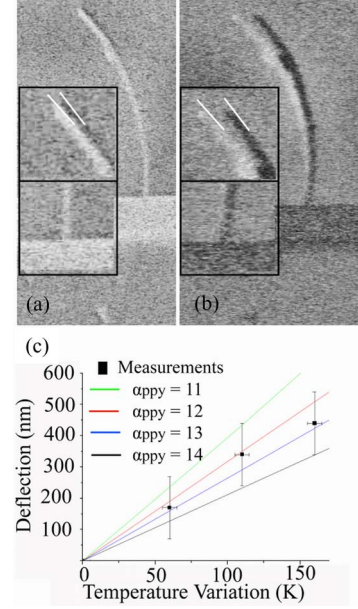 (a)
(b)
(c)
Measurements
αppy = 11
αppy = 12
αppy = 13
αppy = 14
600
500
400
300
200
100
Deflection (nm)
0
50
100
150
Temperature Variation (K)